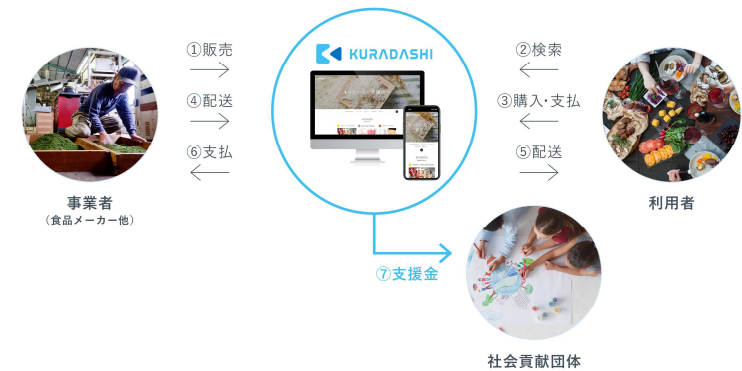 KURADASHI
①販売
②検索
④配送
③購入・支払
⑥支払
⑤配送
事業者
(食品メーカー他)
利用者
⑦支援金
社会貢献団体